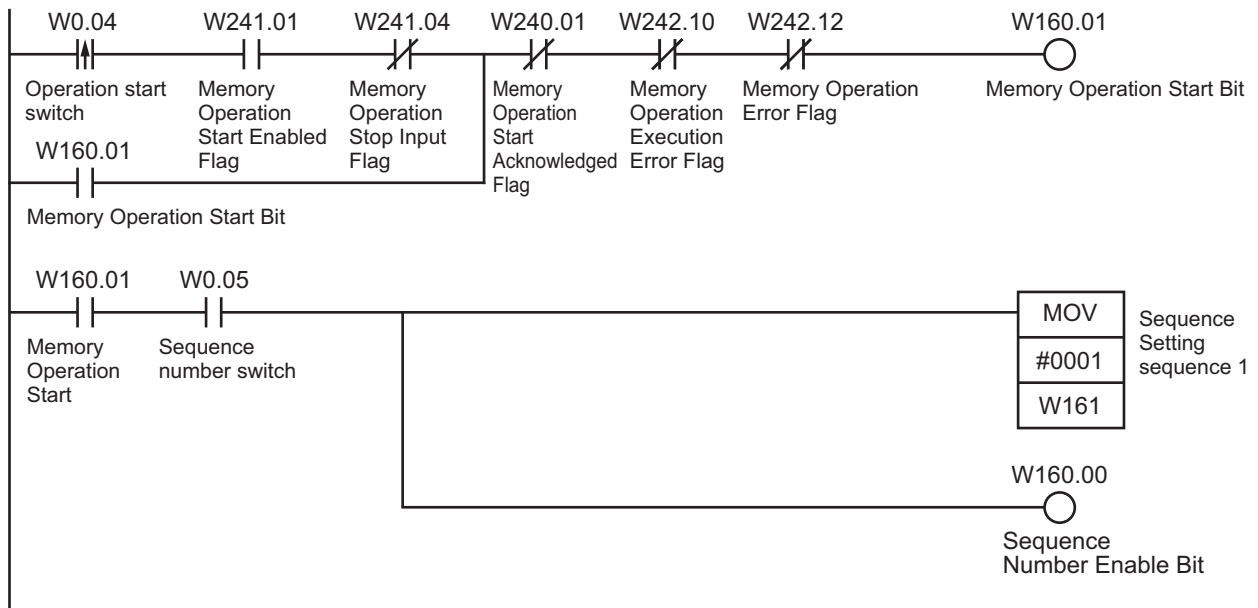 W0.04 W241.01 W241.04 W240.01 W242.10 W242.12 W160.01
Operation start
switch
Memory
Operation
Start Enabled
Flag
Memory
Operation
Stop Input
Flag
Memory
Operation
Start
Acknowledged
Flag
Memory
Operation
Execution
Error Flag
Memory Operation
Error Flag
Memory Operation Start Bit
W160.01
Memory Operation Start Bit
W160.01 W0.05
Memory
Operation
Start
Sequence
number switch
MOV
#0001
W161
Sequence
Setting
sequence 1
W160.00
Sequence
Number Enable Bit